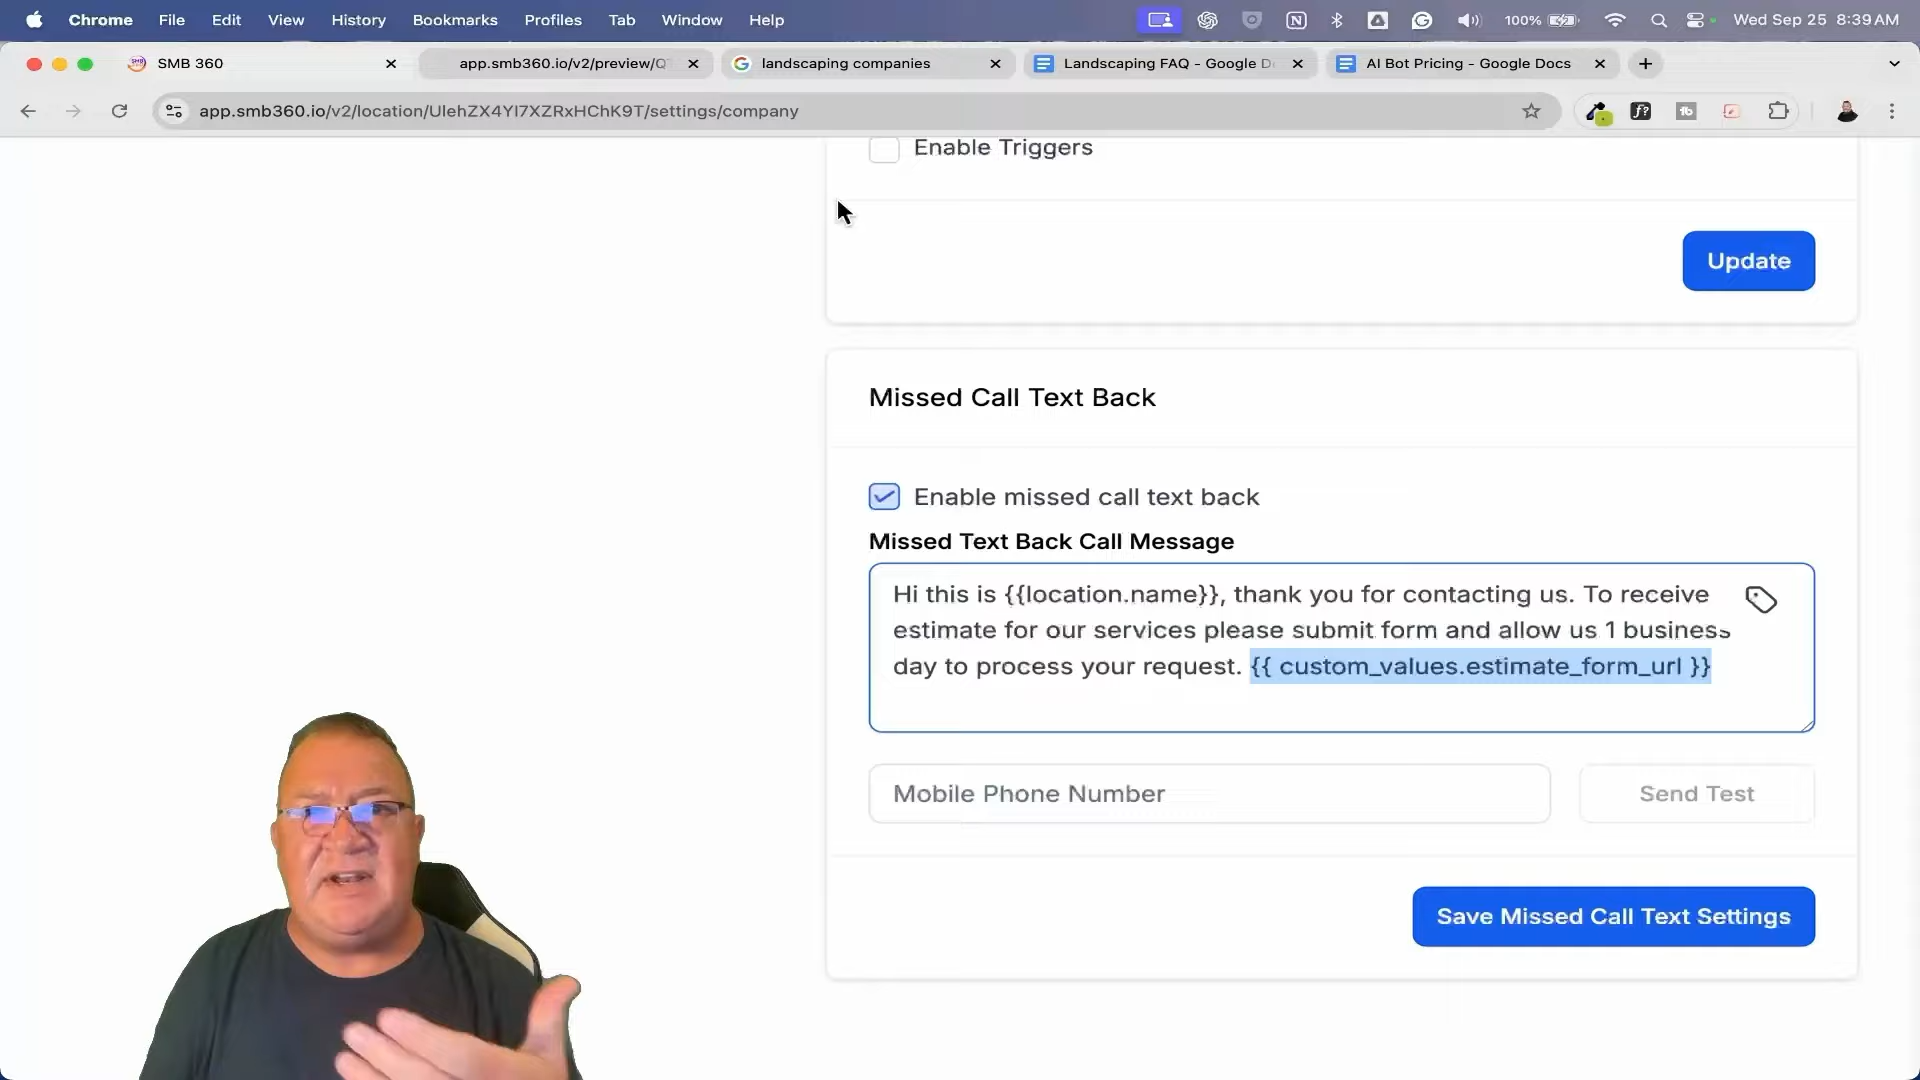 Chrome File Edit View History Bookmarks Profiles Tab Window Help 100% Wed Sep 25 8:39 AM
SMB 360 app.smb360.io/v2/preview/Q landscaping companies Landscaping FAQ - Google D AI Bot Pricing - Google Docs
app.smb360.io/v2/location/UlehZX4Yl7XZRxHChK9T/settings/company
Enable Triggers
Update
Missed Call Text Back
Enable missed call text back
Missed Text Back Call Message
Hi this is {{location.name}}, thank you for contacting us. To receive
estimate for our services please submit form and allow us 1 business
day to process your request. {{ custom_values.estimate_form_url }}
Mobile Phone Number Send Test
Save Missed Call Text Settings